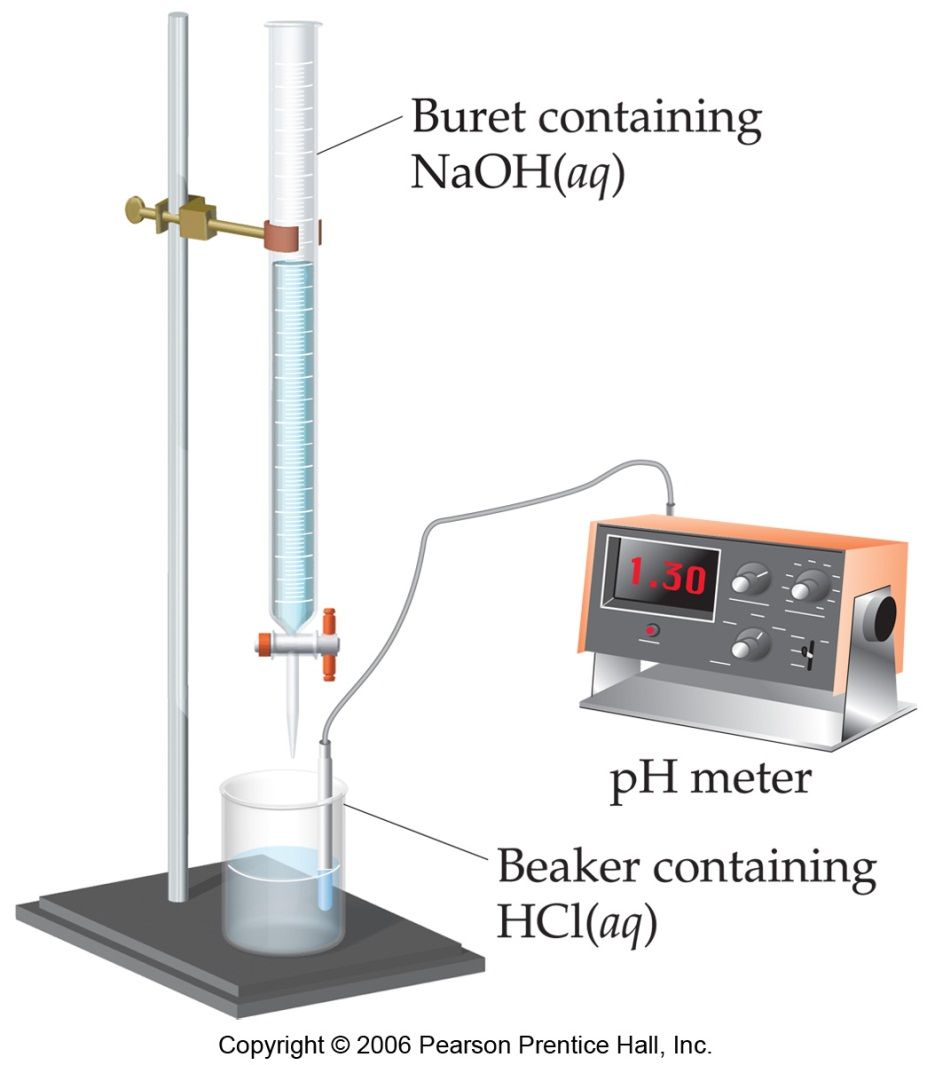 Buret containing
NaOH(aq)
1.30
pH meter
Beaker containing
HCl(aq)
Copyright © 2006 Pearson Prentice Hall, Inc.